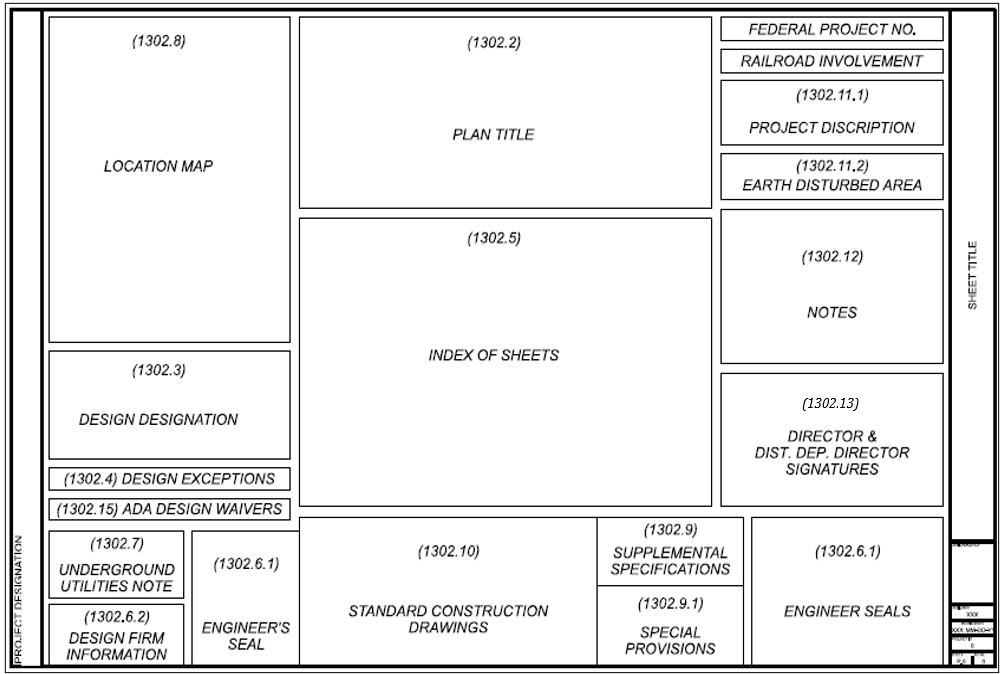 (1302.8)
LOCATION MAP
(1302.3)
DESIGN DESIGNATION
(1302.4) DESIGN EXCEPTIONS
(1302.15) ADA DESIGN WAIVERS
(1302.7)
UNDERGROUND
UTILITIES NOTE
(1302.6.2)
DESIGN FIRM
INFORMATION
(1302.6.1)
ENGINEER'S
SEAL
(1302.2)
PLAN TITLE
(1302.5)
INDEX OF SHEETS
(1302.10)
STANDARD CONSTRUCTION
DRAWINGS
(1302.9)
SUPPLEMENTAL
SPECIFICATIONS
(1302.9.1)
SPECIAL
PROVISIONS
FEDERAL PROJECT NO.
RAILROAD INVOLVEMENT
(1302.11.1)
PROJECT DISCRIPTION
(1302.11.2)
EARTH DISTURBED AREA
(1302.12)
NOTES
(1302.13)
DIRECTOR &
DIST. DEP. DIRECTOR
SIGNATURES
(1302.6.1)
ENGINEER SEALS
PROJECT DESIGNATION
SHEET TITLE
XXX